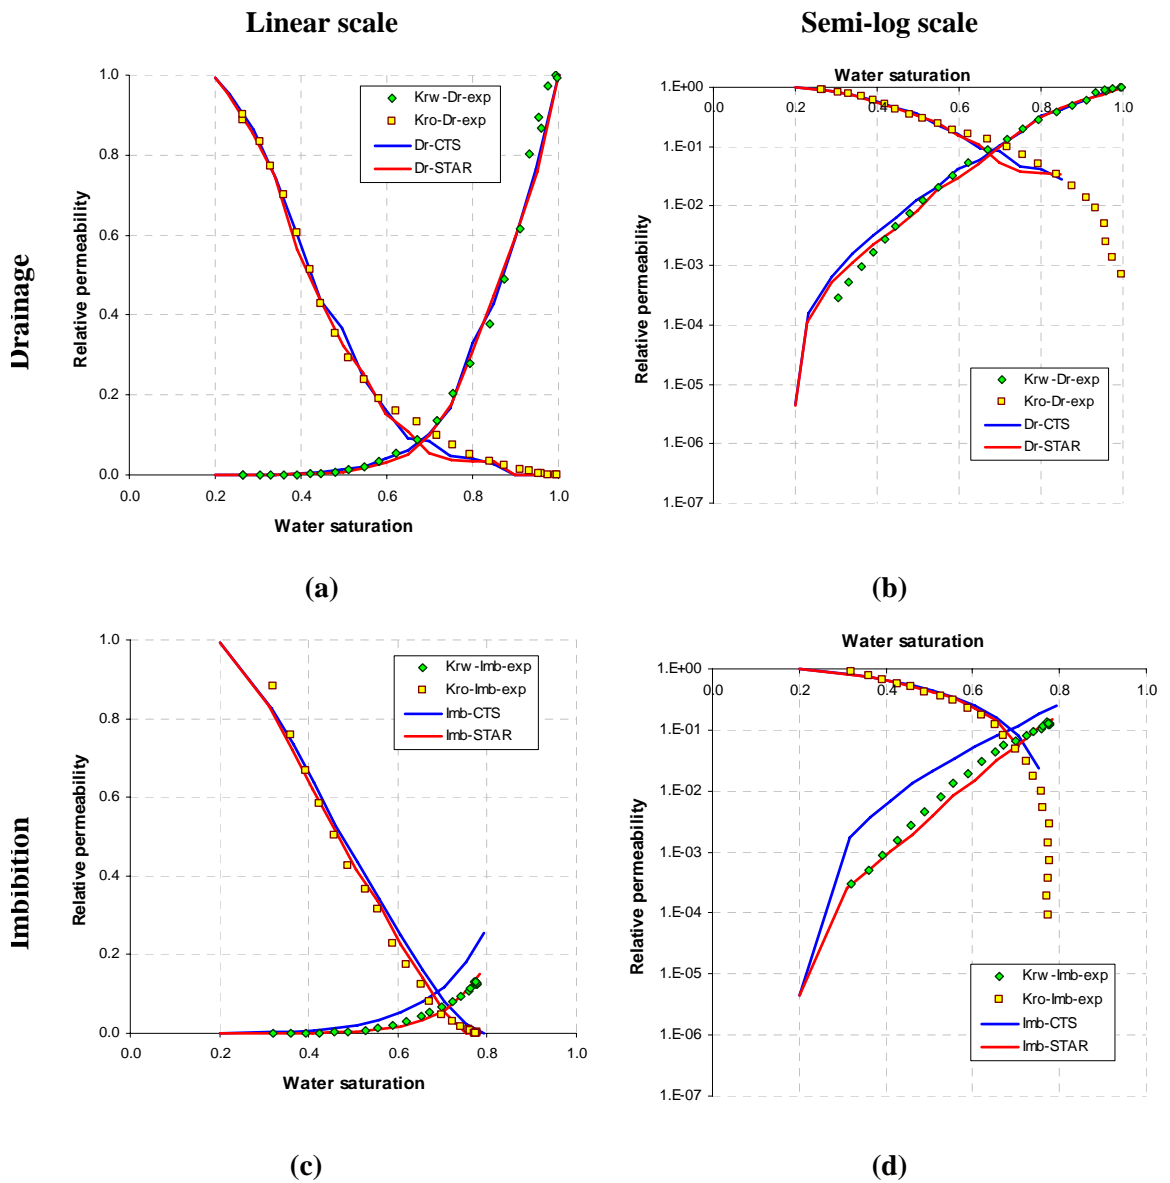 Linear scale
Semi-log scale
Drainage
Relative permeability
1.0
0.8
0.6
0.4
0.2
0.0
0.0 0.2 0.4 0.6 0.8 1.0
Water saturation
Krw-Dr-exp
Kro-Dr-exp
Dr-CTS
Dr-STAR
(a)
Water saturation
0.0 0.2 0.4 0.6 0.8 1.0
Relative permeability
1.E+00
1.E-01
1.E-02
1.E-03
1.E-04
1.E-05
1.E-06
1.E-07
Krw-Dr-exp
Kro-Dr-exp
Dr-CTS
Dr-STAR
(b)
Imbibition
Relative permeability
1.0
0.8
0.6
0.4
0.2
0.0
0.0 0.2 0.4 0.6 0.8 1.0
Water saturation
Krw-Imb-exp
Kro-Imb-exp
Imb-CTS
Imb-STAR
(c)
Water saturation
0.0 0.2 0.4 0.6 0.8 1.0
Relative permeability
1.E+00
1.E-01
1.E-02
1.E-03
1.E-04
1.E-05
1.E-06
1.E-07
Krw-Imb-exp
Kro-Imb-exp
Imb-CTS
Imb-STAR
(d)